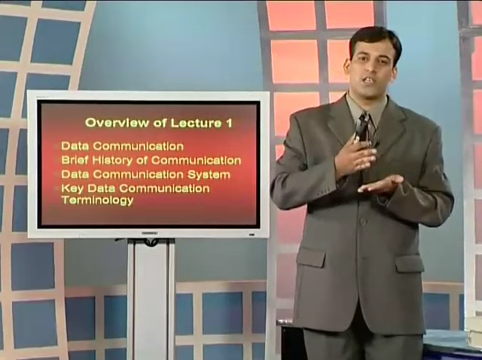 Overview of Lecture 1
Data Communication
Brief History of Communication
Data Communication System
Key Data Communication
Terminology